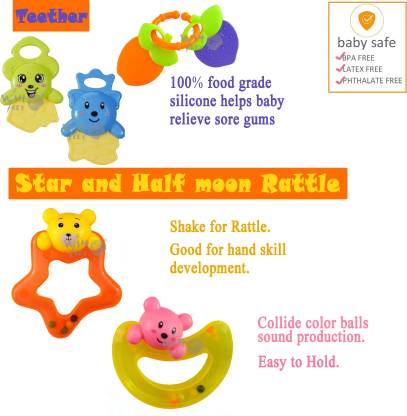 Teether
baby safe
BPA FREE
LATEX FREE
PHTHALATE FREE
100% food grade
silicone helps baby
relieve sore gums
Star and Half moon Rattle
Shake for Rattle.
Good for hand skill
development.
Collide color balls
sound production.
Easy to Hold.